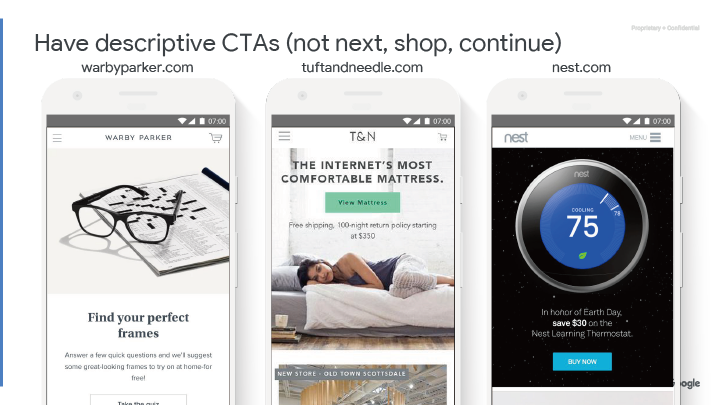 Proprietary + Confidential
Have descriptive CTAs (not next, shop, continue)
warbyparker.com
tuftandneedle.com
nest.com
07:00
WARBY PARKER
Find your perfect
frames
Answer a few quick questions and we'll suggest
some great-looking frames to try on at home-for
free!
Take the quiz
07:00
T&N
THE INTERNET'S MOST
COMFORTABLE MATTRESS.
View Mattress
Free shipping, 100-night return policy starting
at $350
NEW STORE - OLD TOWN SCOTTSDALE
07:00
nest
MENU
nest
COOLING
75
78
In honor of Earth Day,
save $30 on the
Nest Learning Thermostat.
BUY NOW
oogle